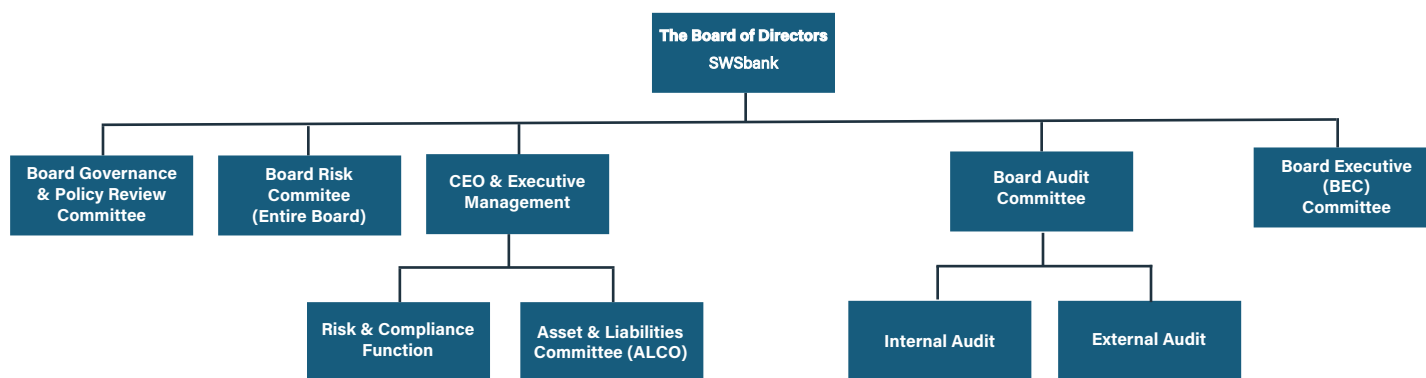 The Board of Directors
SWSbank
Board Governance
& Policy Review
Committee
Board Risk
Commitee
(Entire Board)
CEO & Executive
Management
Board Audit
Committee
Board Executive
(BEC)
Committee
Risk & Compliance
Function
Asset & Liabilities
Committee (ALCO)
Internal Audit
External Audit